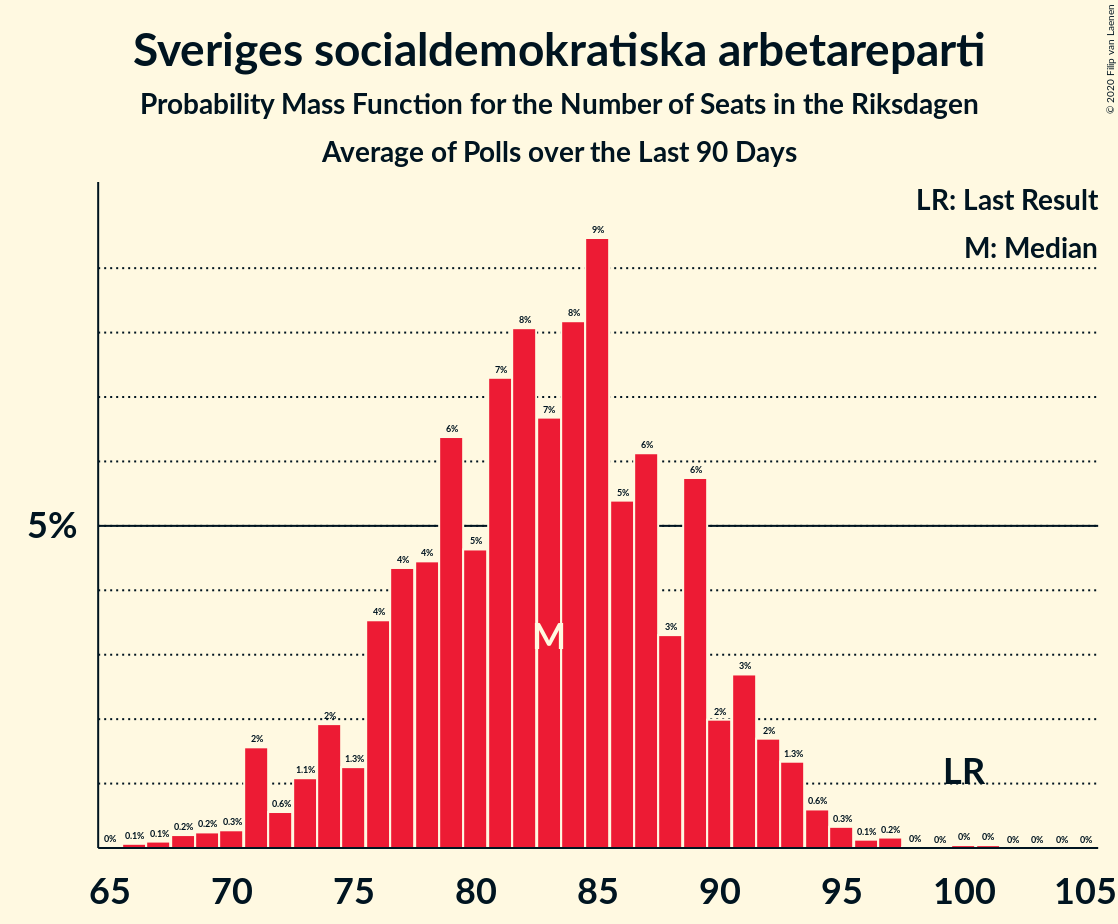 Sveriges socialdemokratiska arbetareparti
Probability Mass Function for the Number of Seats in the Riksdagen
Average of Polls over the Last 90 Days
© 2020 Filip van Laenen
LR: Last Result
M: Median
5%
0% 0.1% 0.1% 0.2% 0.2% 0.3% 2% 0.6% 1.1% 2% 1.3% 4% 4% 4% 6% 5% 7% 8% 7% 8% 9% 5% 6% 3% 6% 2% 3% 2% 1.3% 0.6% 0.3% 0.1% 0.2% 0% 0% 0% 0% 0% 0% 0% 0%
M
LR
65 70 75 80 85 90 95 100 105